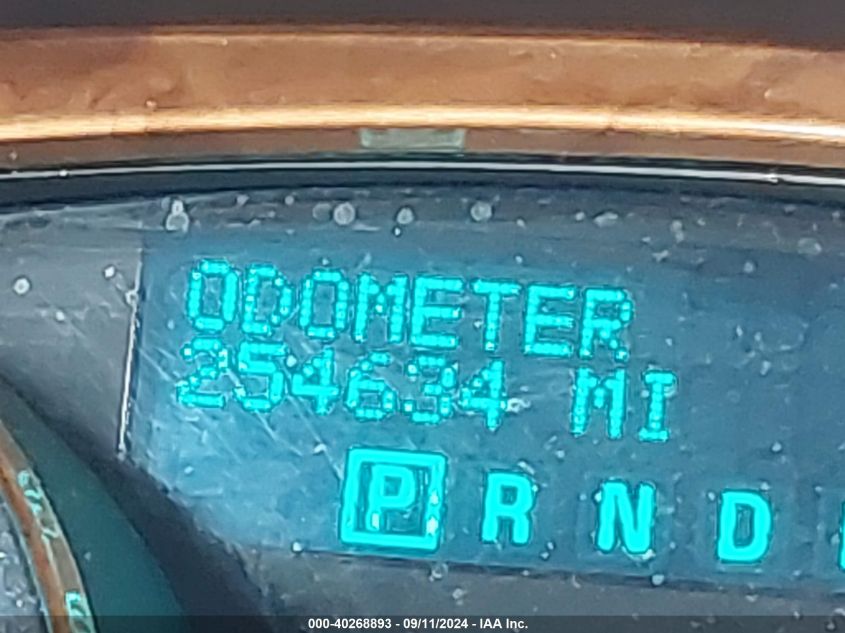 ODOMETER
254634 MI
P R N D
000-40268893 - 09/11/2024 - IAA Inc.